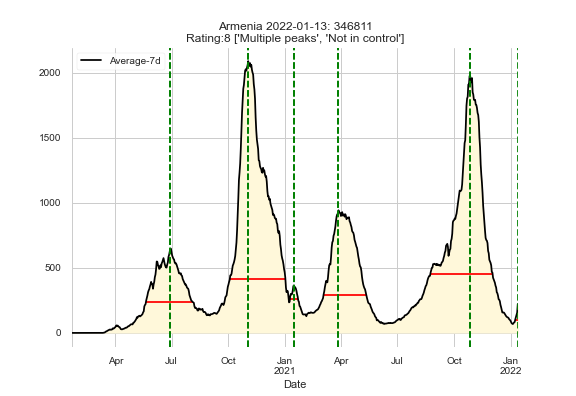 Armenia 2022-01-13: 346811
Rating:8 ['Multiple peaks', 'Not in control']
Average-7d
2000
1500
1000
500
0
Apr Jul Oct Jan Apr Jul Oct Jan
2021 2022
Date